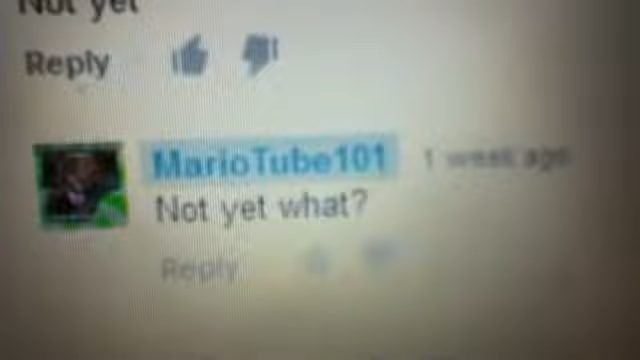 Not yet
Reply
MarioTube101 1 week ago
Not yet what?
Reply